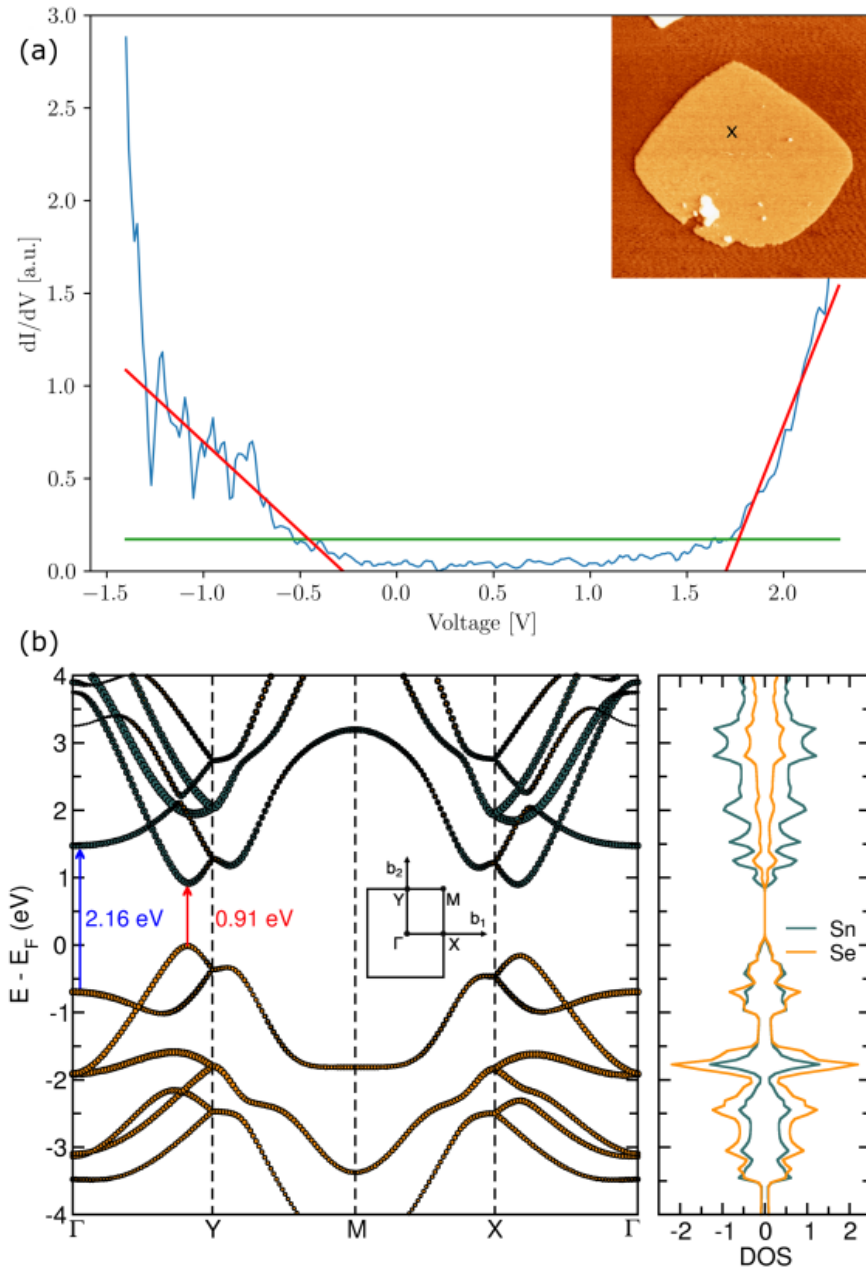 (a)
3.0
2.5
2.0
1.5
1.0
0.5
0.0
dI/dV [a.u.]
x
−1.5 −1.0 −0.5 0.0 0.5 1.0 1.5 2.0
Voltage [V]
(b)
4
3
2
1
0
-1
-2
-3
-4
E - E_F (eV)
2.16 eV
0.91 eV
b₂
Y M
b₁
Γ X
Γ Y M X Γ
Sn
Se
-2 -1 0 1 2
DOS